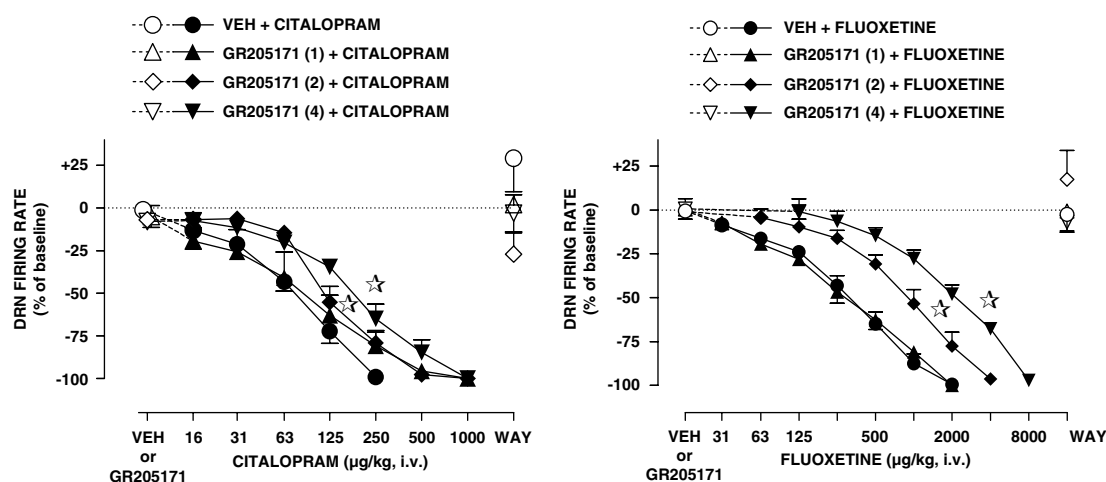 VEH + CITALOPRAM
GR205171 (1) + CITALOPRAM
GR205171 (2) + CITALOPRAM
GR205171 (4) + CITALOPRAM
DRN FIRING RATE
(% of baseline)
+25
0
-25
-50
-75
-100
VEH
or
GR205171
16 31 63 125 250 500 1000 WAY
CITALOPRAM (µg/kg, i.v.)
VEH + FLUOXETINE
GR205171 (1) + FLUOXETINE
GR205171 (2) + FLUOXETINE
GR205171 (4) + FLUOXETINE
DRN FIRING RATE
(% of baseline)
+25
0
-25
-50
-75
-100
VEH
or
GR205171
31 63 125 500 2000 8000 WAY
FLUOXETINE (µg/kg, i.v.)